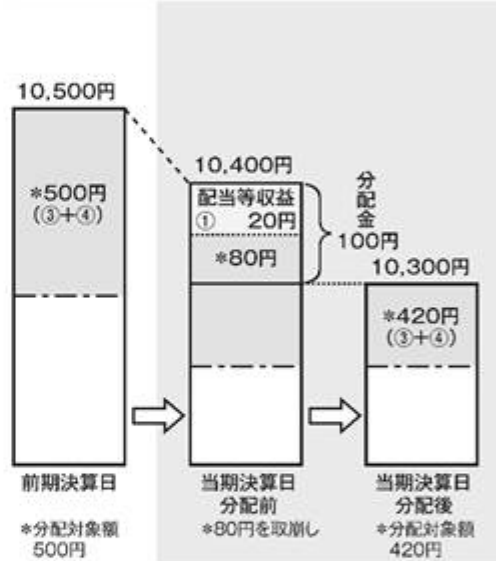 10,500円
*500円
(③+④)
前期決算日
*分配対象額
500円
10,400円
配当等収益
① 20円
*80円
分配金
100円
当期決算日
分配前
*80円を取崩し
10,300円
*420円
(③+④)
当期決算日
分配後
*分配対象額
420円